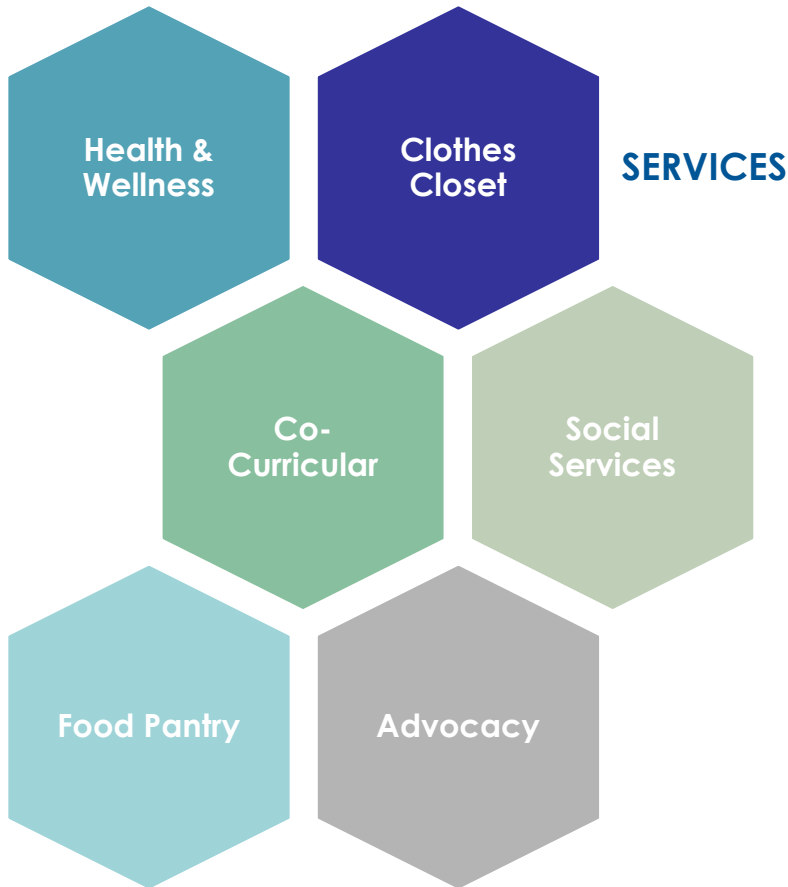 Health &
Wellness
Clothes
Closet
SERVICES
Co-
Curricular
Social
Services
Food Pantry
Advocacy